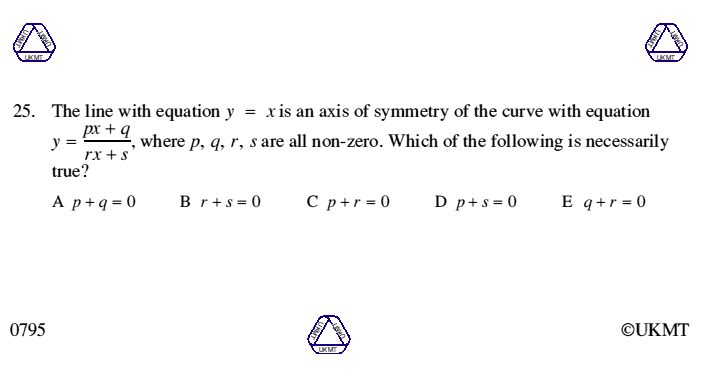 UKMT UKMT UKMT UKMT UKMT UKMT
25. The line with equation y = x is an axis of symmetry of the curve with equation
y = \frac{px + q}{rx + s}, where p, q, r, s are all non-zero. Which of the following is necessarily
true?
A p + q = 0 B r + s = 0 C p + r = 0 D p + s = 0 E q + r = 0
0795 UKMT UKMT UKMT ©UKMT